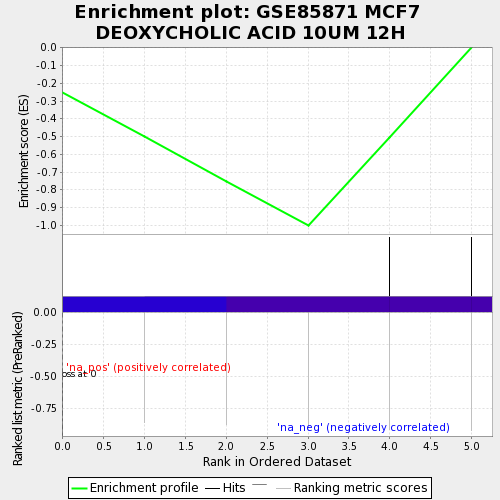 Enrichment plot: GSE85871 MCF7
DEOXYCHOLIC ACID 10UM 12H
Enrichment score (ES)
0.0
-0.1
-0.2
-0.3
-0.4
-0.5
-0.6
-0.7
-0.8
-0.9
-1.0
Ranked list metric (PreRanked)
0.00
-0.25
-0.50
-0.75
'na_pos' (positively correlated)
oss at 0
'na_neg' (negatively correlated)
0.0 0.5 1.0 1.5 2.0 2.5 3.0 3.5 4.0 4.5 5.0
Rank in Ordered Dataset
Enrichment profile Hits Ranking metric scores